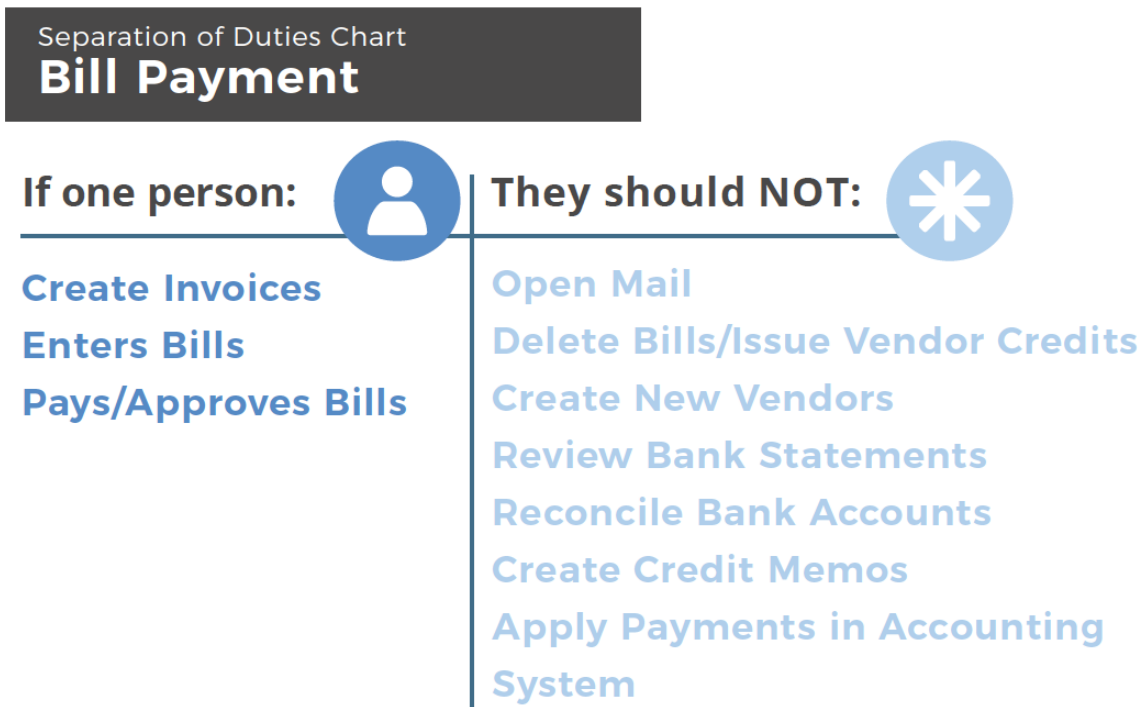 Separation of Duties Chart
Bill Payment
If one person:
They should NOT:
Create Invoices
Enters Bills
Pays/Approves Bills
Open Mail
Delete Bills/Issue Vendor Credits
Create New Vendors
Review Bank Statements
Reconcile Bank Accounts
Create Credit Memos
Apply Payments in Accounting
System